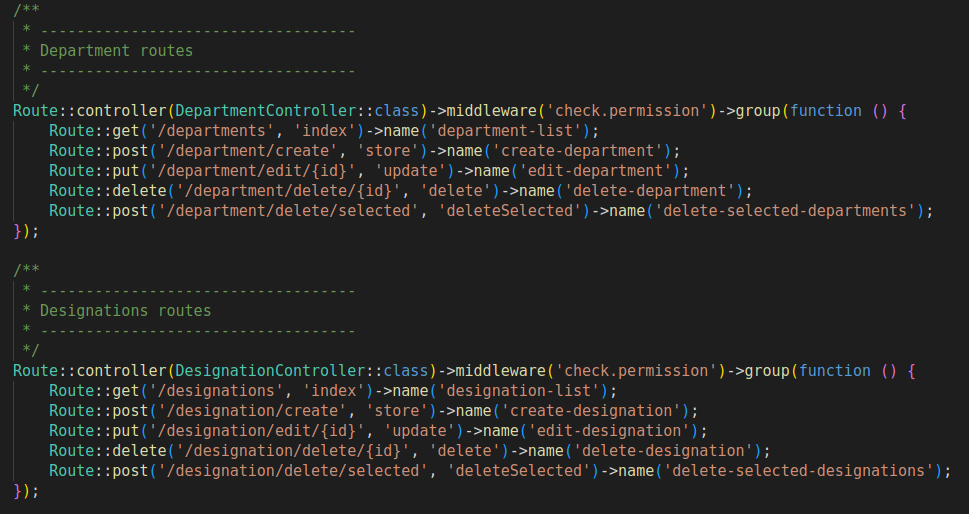 /**
 * -----------------------------------
 * Department routes
 * -----------------------------------
 */
Route::controller(DepartmentController::class)->middleware('check.permission')->group(function () {
    Route::get('/departments', 'index')->name('department-list');
    Route::post('/department/create', 'store')->name('create-department');
    Route::put('/department/edit/{id}', 'update')->name('edit-department');
    Route::delete('/department/delete/{id}', 'delete')->name('delete-department');
    Route::post('/department/delete/selected', 'deleteSelected')->name('delete-selected-departments');
});

/**
 * -----------------------------------
 * Designations routes
 * -----------------------------------
 */
Route::controller(DesignationController::class)->middleware('check.permission')->group(function () {
    Route::get('/designations', 'index')->name('designation-list');
    Route::post('/designation/create', 'store')->name('create-designation');
    Route::put('/designation/edit/{id}', 'update')->name('edit-designation');
    Route::delete('/designation/delete/{id}', 'delete')->name('delete-designation');
    Route::post('/designation/delete/selected', 'deleteSelected')->name('delete-selected-designations');
});